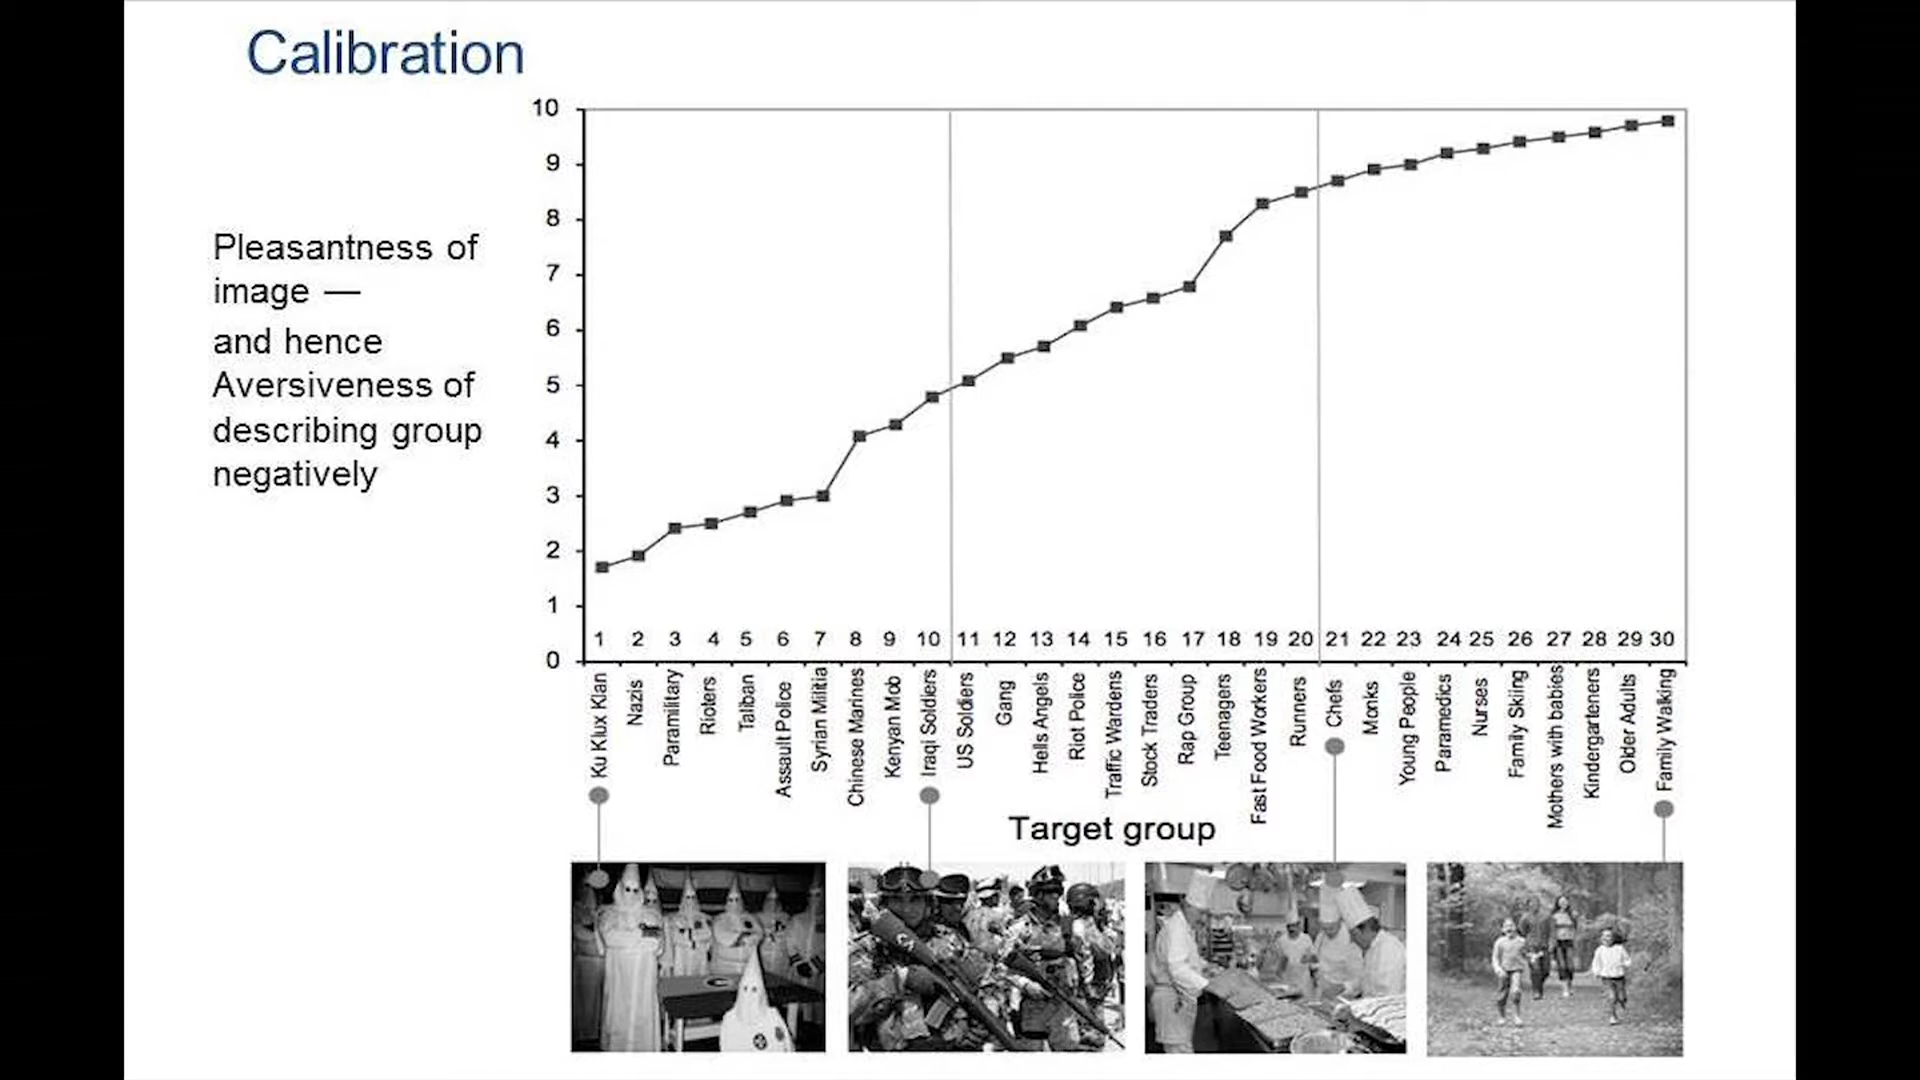 Calibration
Pleasantness of
image —
and hence
Aversiveness of
describing group
negatively
10
9
8
7
6
5
4
3
2
1
0
1 2 3 4 5 6 7 8 9 10 11 12 13 14 15 16 17 18 19 20 21 22 23 24 25 26 27 28 29 30
Ku Klux Klan
Nazis
Paramilitary
Rioters
Taliban
Assault Police
Syrian Militia
Chinese Marines
Kenyan Mob
Iraqi Soldiers
US Soldiers
Gang
Hells Angels
Riot Police
Traffic Wardens
Stock Traders
Rap Group
Teenagers
Fast Food Workers
Runners
Chefs
Monks
Young People
Paramedics
Nurses
Family Skiing
Mothers with babies
Kindergarteners
Older Adults
Family Walking
Target group